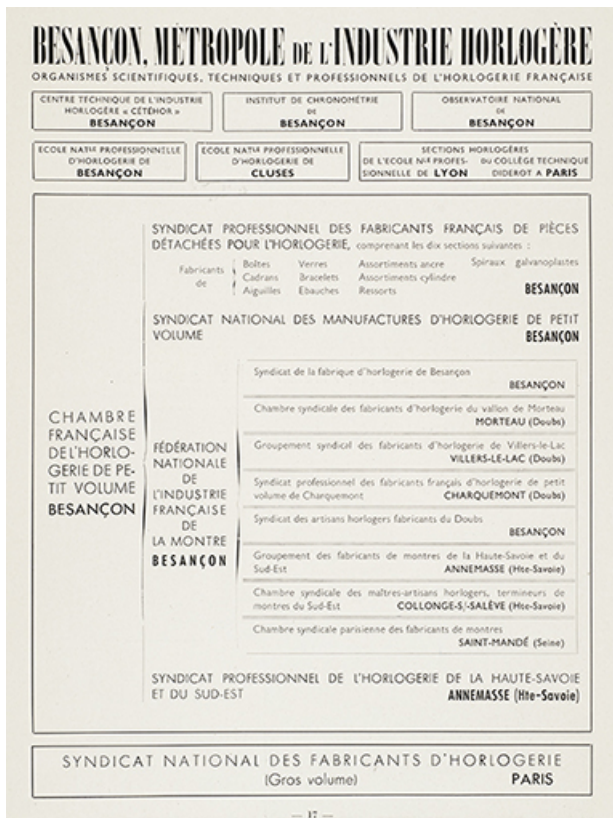 BESANÇON, MÉTROPOLE DE L'INDUSTRIE HORLOGÈRE
ORGANISMES SCIENTIFIQUES, TECHNIQUES ET PROFESSIONNELS DE L'HORLOGERIE FRANÇAISE
CENTRE TECHNIQUE DE L'INDUSTRIE
HORLOGÈRE « CÉTÉHOR »
BESANÇON
INSTITUT DE CHRONOMÉTRIE
DE
BESANÇON
OBSERVATOIRE NATIONAL
DE
BESANÇON
ECOLE NATLE PROFESSIONNELLE
D'HORLOGERIE DE
BESANÇON
ECOLE NATLE PROFESSIONNELLE
D'HORLOGERIE DE
CLUSES
SECTIONS HORLOGÈRES
DE L'ECOLE NLE PROFES-
SIONNELLE DE LYON
DU COLLÈGE TECHNIQUE
DIDEROT A PARIS
CHAMBRE
FRANÇAISE
DE L'HORLO-
GERIE DE PE-
TIT VOLUME
BESANÇON
SYNDICAT PROFESSIONNEL DES FABRICANTS FRANÇAIS DE PIÈCES
DÉTACHÉES POUR L'HORLOGERIE, comprenant les dix sections suivantes :
Fabricants
de
Boîtes Verres Assortiments ancre Spiraux galvanoplastes
Cadrans Bracelets Assortiments cylindre
Aiguilles Ebauches Ressorts
BESANÇON
SYNDICAT NATIONAL DES MANUFACTURES D'HORLOGERIE DE PETIT
VOLUME BESANÇON
FÉDÉRATION
NATIONALE
DE
L'INDUSTRIE
FRANÇAISE
DE
LA MONTRE
BESANÇON
Syndicat de la fabrique d'horlogerie de Besançon
BESANÇON
Chambre syndicale des fabricants d'horlogerie du vallon de Morteau
MORTEAU (Doubs)
Groupement syndical des fabricants d'horlogerie de Villers-le-Lac
VILLERS-LE-LAC (Doubs)
Syndicat professionnel des fabricants français d'horlogerie de petit
volume de Charquemont CHARQUEMONT (Doubs)
Syndicat des artisans horlogers fabricants du Doubs
BESANÇON
Groupement des fabricants de montres de la Haute-Savoie et du
Sud-Est ANNEMASSE (Hte-Savoie)
Chambre syndicale des maîtres-artisans horlogers, termineurs de
montres du Sud-Est COLLONGE-S/-SALÈVE (Hte-Savoie)
Chambre syndicale parisienne des fabricants de montres
SAINT-MANDÉ (Seine)
SYNDICAT PROFESSIONNEL DE L'HORLOGERIE DE LA HAUTE-SAVOIE
ET DU SUD-EST ANNEMASSE (Hte-Savoie)
SYNDICAT NATIONAL DES FABRICANTS D'HORLOGERIE
(Gros volume) PARIS
— 17 —